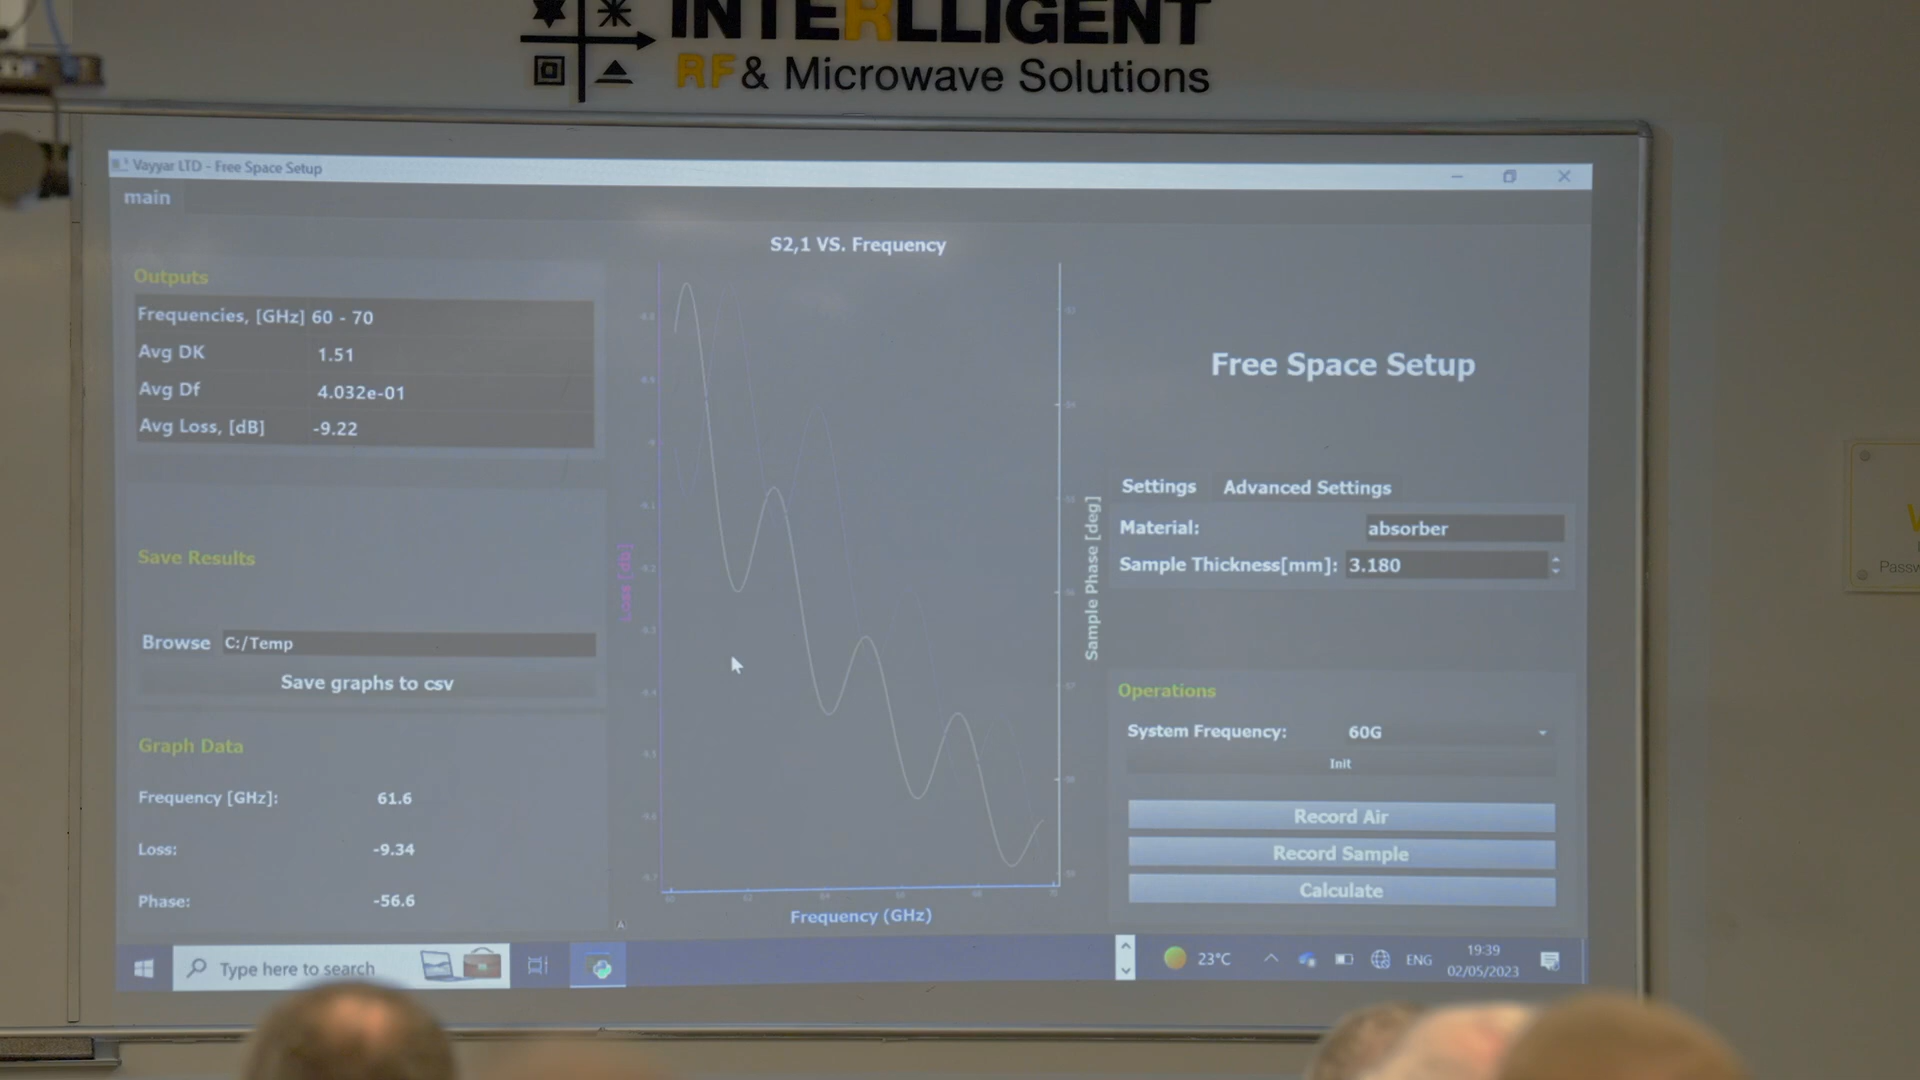 INTERLLIGENT
RF & Microwave Solutions
Vayyar LTD - Free Space Setup
main
Outputs
Frequencies, [GHz] 60 - 70
Avg DK 1.51
Avg Df 4.032e-01
Avg Loss, [dB] -9.22
Save Results
Browse C:/Temp
Save graphs to csv
Graph Data
Frequency [GHz]: 61.6
Loss: -9.34
Phase: -56.6
S2,1 VS. Frequency
Loss [db]
Sample Phase [deg]
Frequency (GHz)
A
Free Space Setup
Settings Advanced Settings
Material: absorber
Sample Thickness[mm]: 3.180
Operations
System Frequency: 60G
Init
Record Air
Record Sample
Calculate
Type here to search
23°C
ENG
19:39
02/05/2023